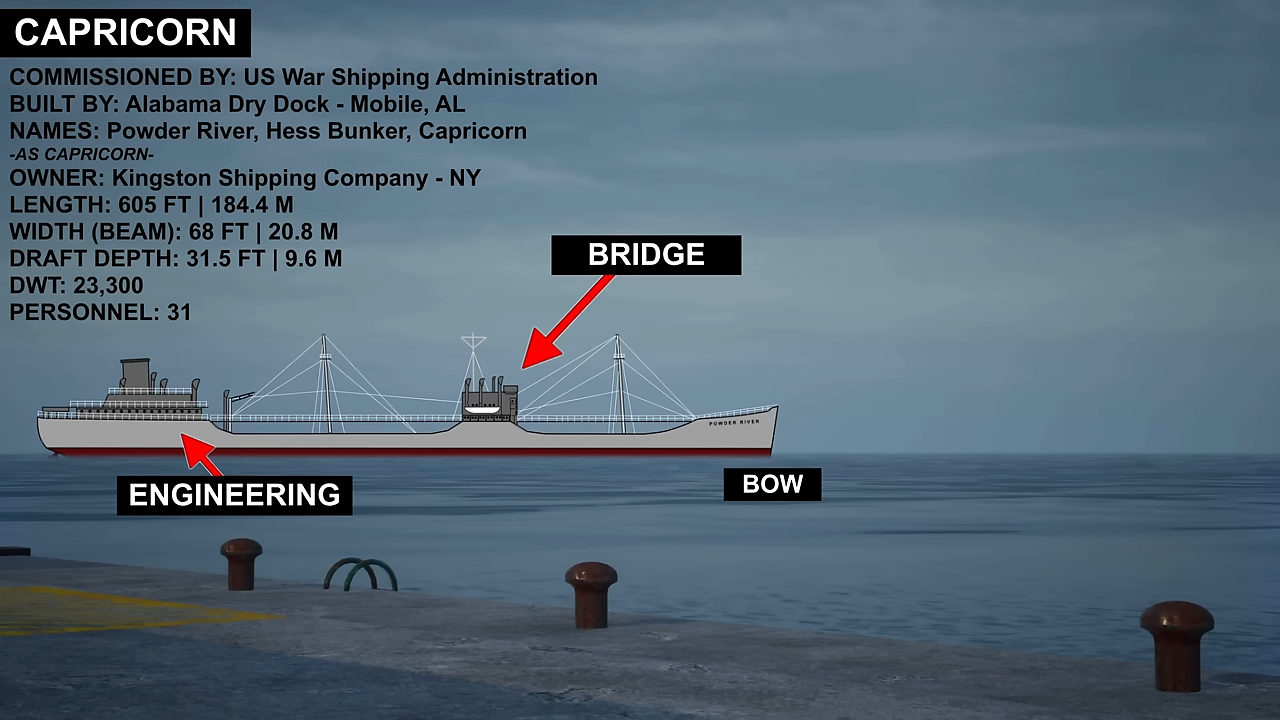 CAPRICORN
COMMISSIONED BY: US War Shipping Administration
BUILT BY: Alabama Dry Dock - Mobile, AL
NAMES: Powder River, Hess Bunker, Capricorn
-AS CAPRICORN-
OWNER: Kingston Shipping Company - NY
LENGTH: 605 FT | 184.4 M
WIDTH (BEAM): 68 FT | 20.8 M
DRAFT DEPTH: 31.5 FT | 9.6 M
DWT: 23,300
PERSONNEL: 31
BRIDGE
POWDER RIVER
BOW
ENGINEERING